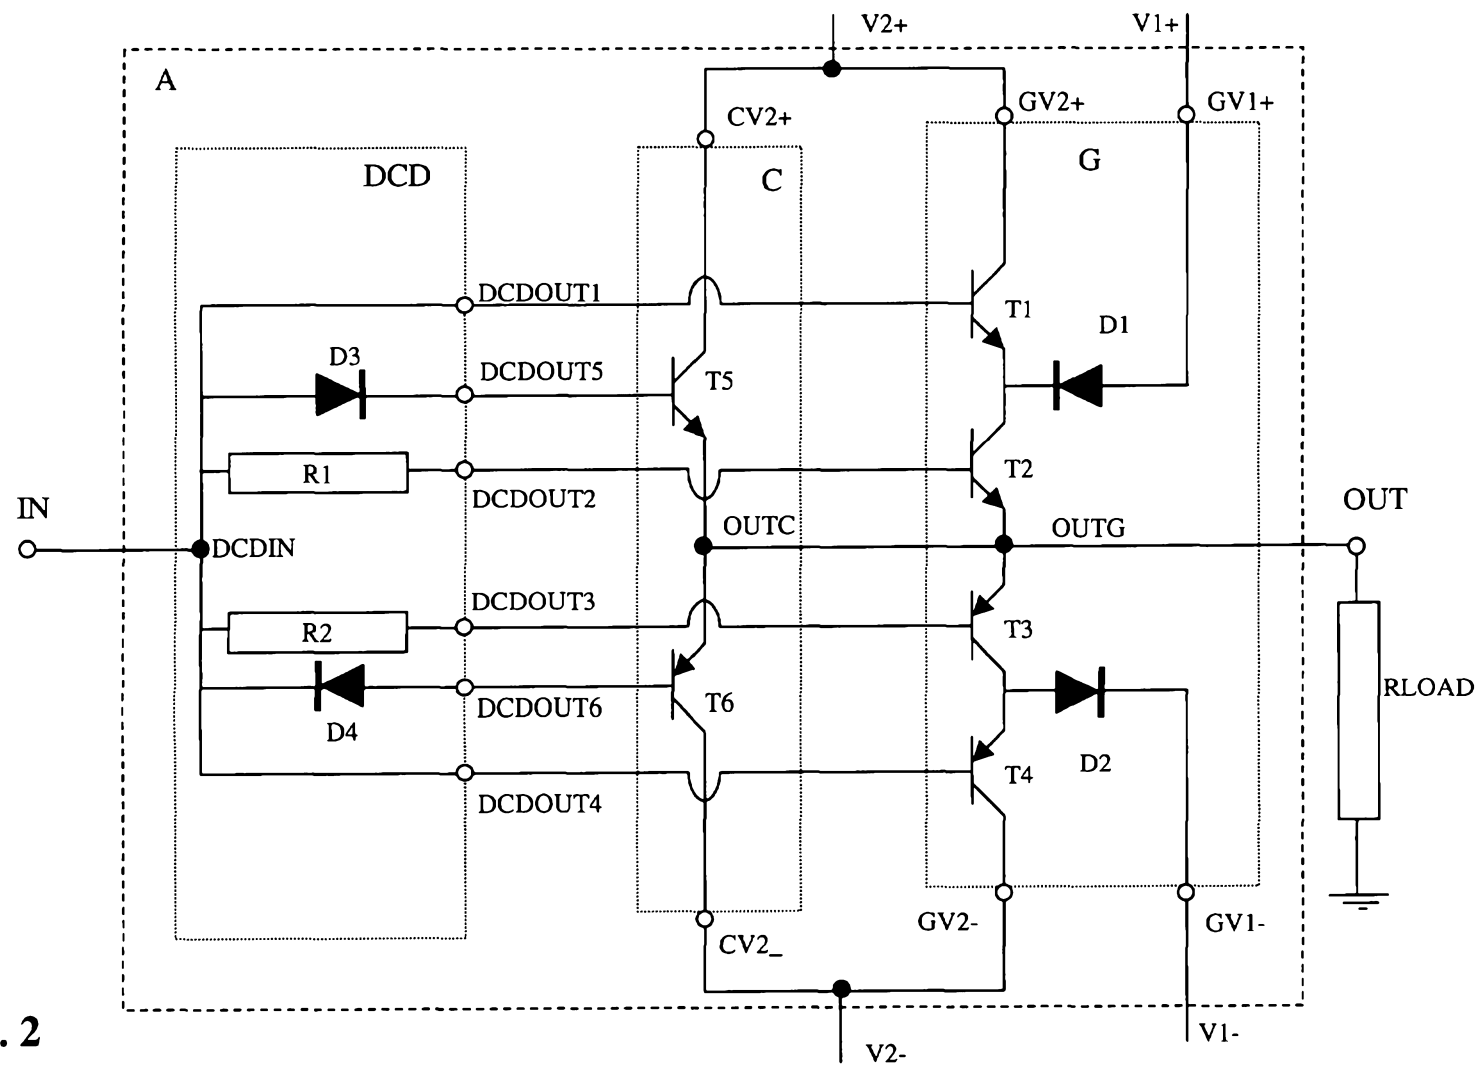 V2+
V1+
A
GV2+
GV1+
CV2+
DCD
C
G
DCDOUT1
T1
D1
D3
DCDOUT5
T5
R1
DCDOUT2
T2
IN
DCDIN
OUTC
OUTG
OUT
DCDOUT3
R2
T3
DCDOUT6
T6
RLOAD
D4
D2
T4
DCDOUT4
GV2-
GV1-
CV2_
. 2
V2-
V1-